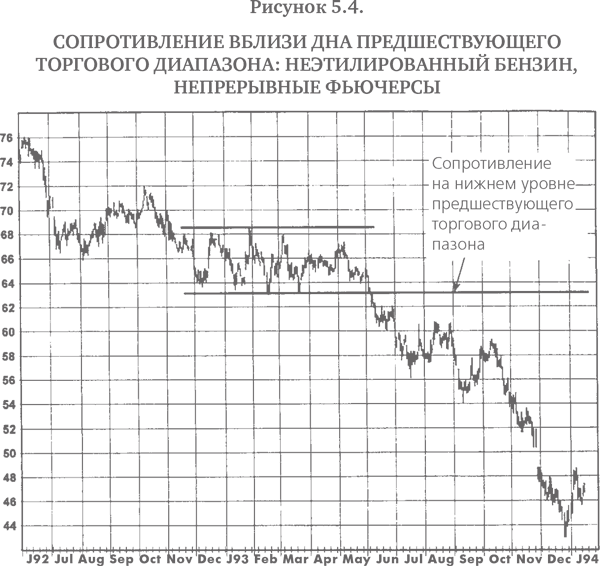 Рисунок 5.4.
СОПРОТИВЛЕНИЕ ВБЛИЗИ ДНА ПРЕДШЕСТВУЮЩЕГО
ТОРГОВОГО ДИАПАЗОНА: НЕЭТИЛИРОВАННЫЙ БЕНЗИН,
НЕПРЕРЫВНЫЕ ФЬЮЧЕРСЫ
76
74
72
70
68
66
64
62
60
58
56
54
52
50
48
46
44
Сопротивление
на нижнем уровне
предшествующего
торгового диа-
пазона
J92 Jul Aug Sep Oct Nov Dec J93 Feb Mar Apr May Jun Jul Aug Sep Oct Nov Dec J94